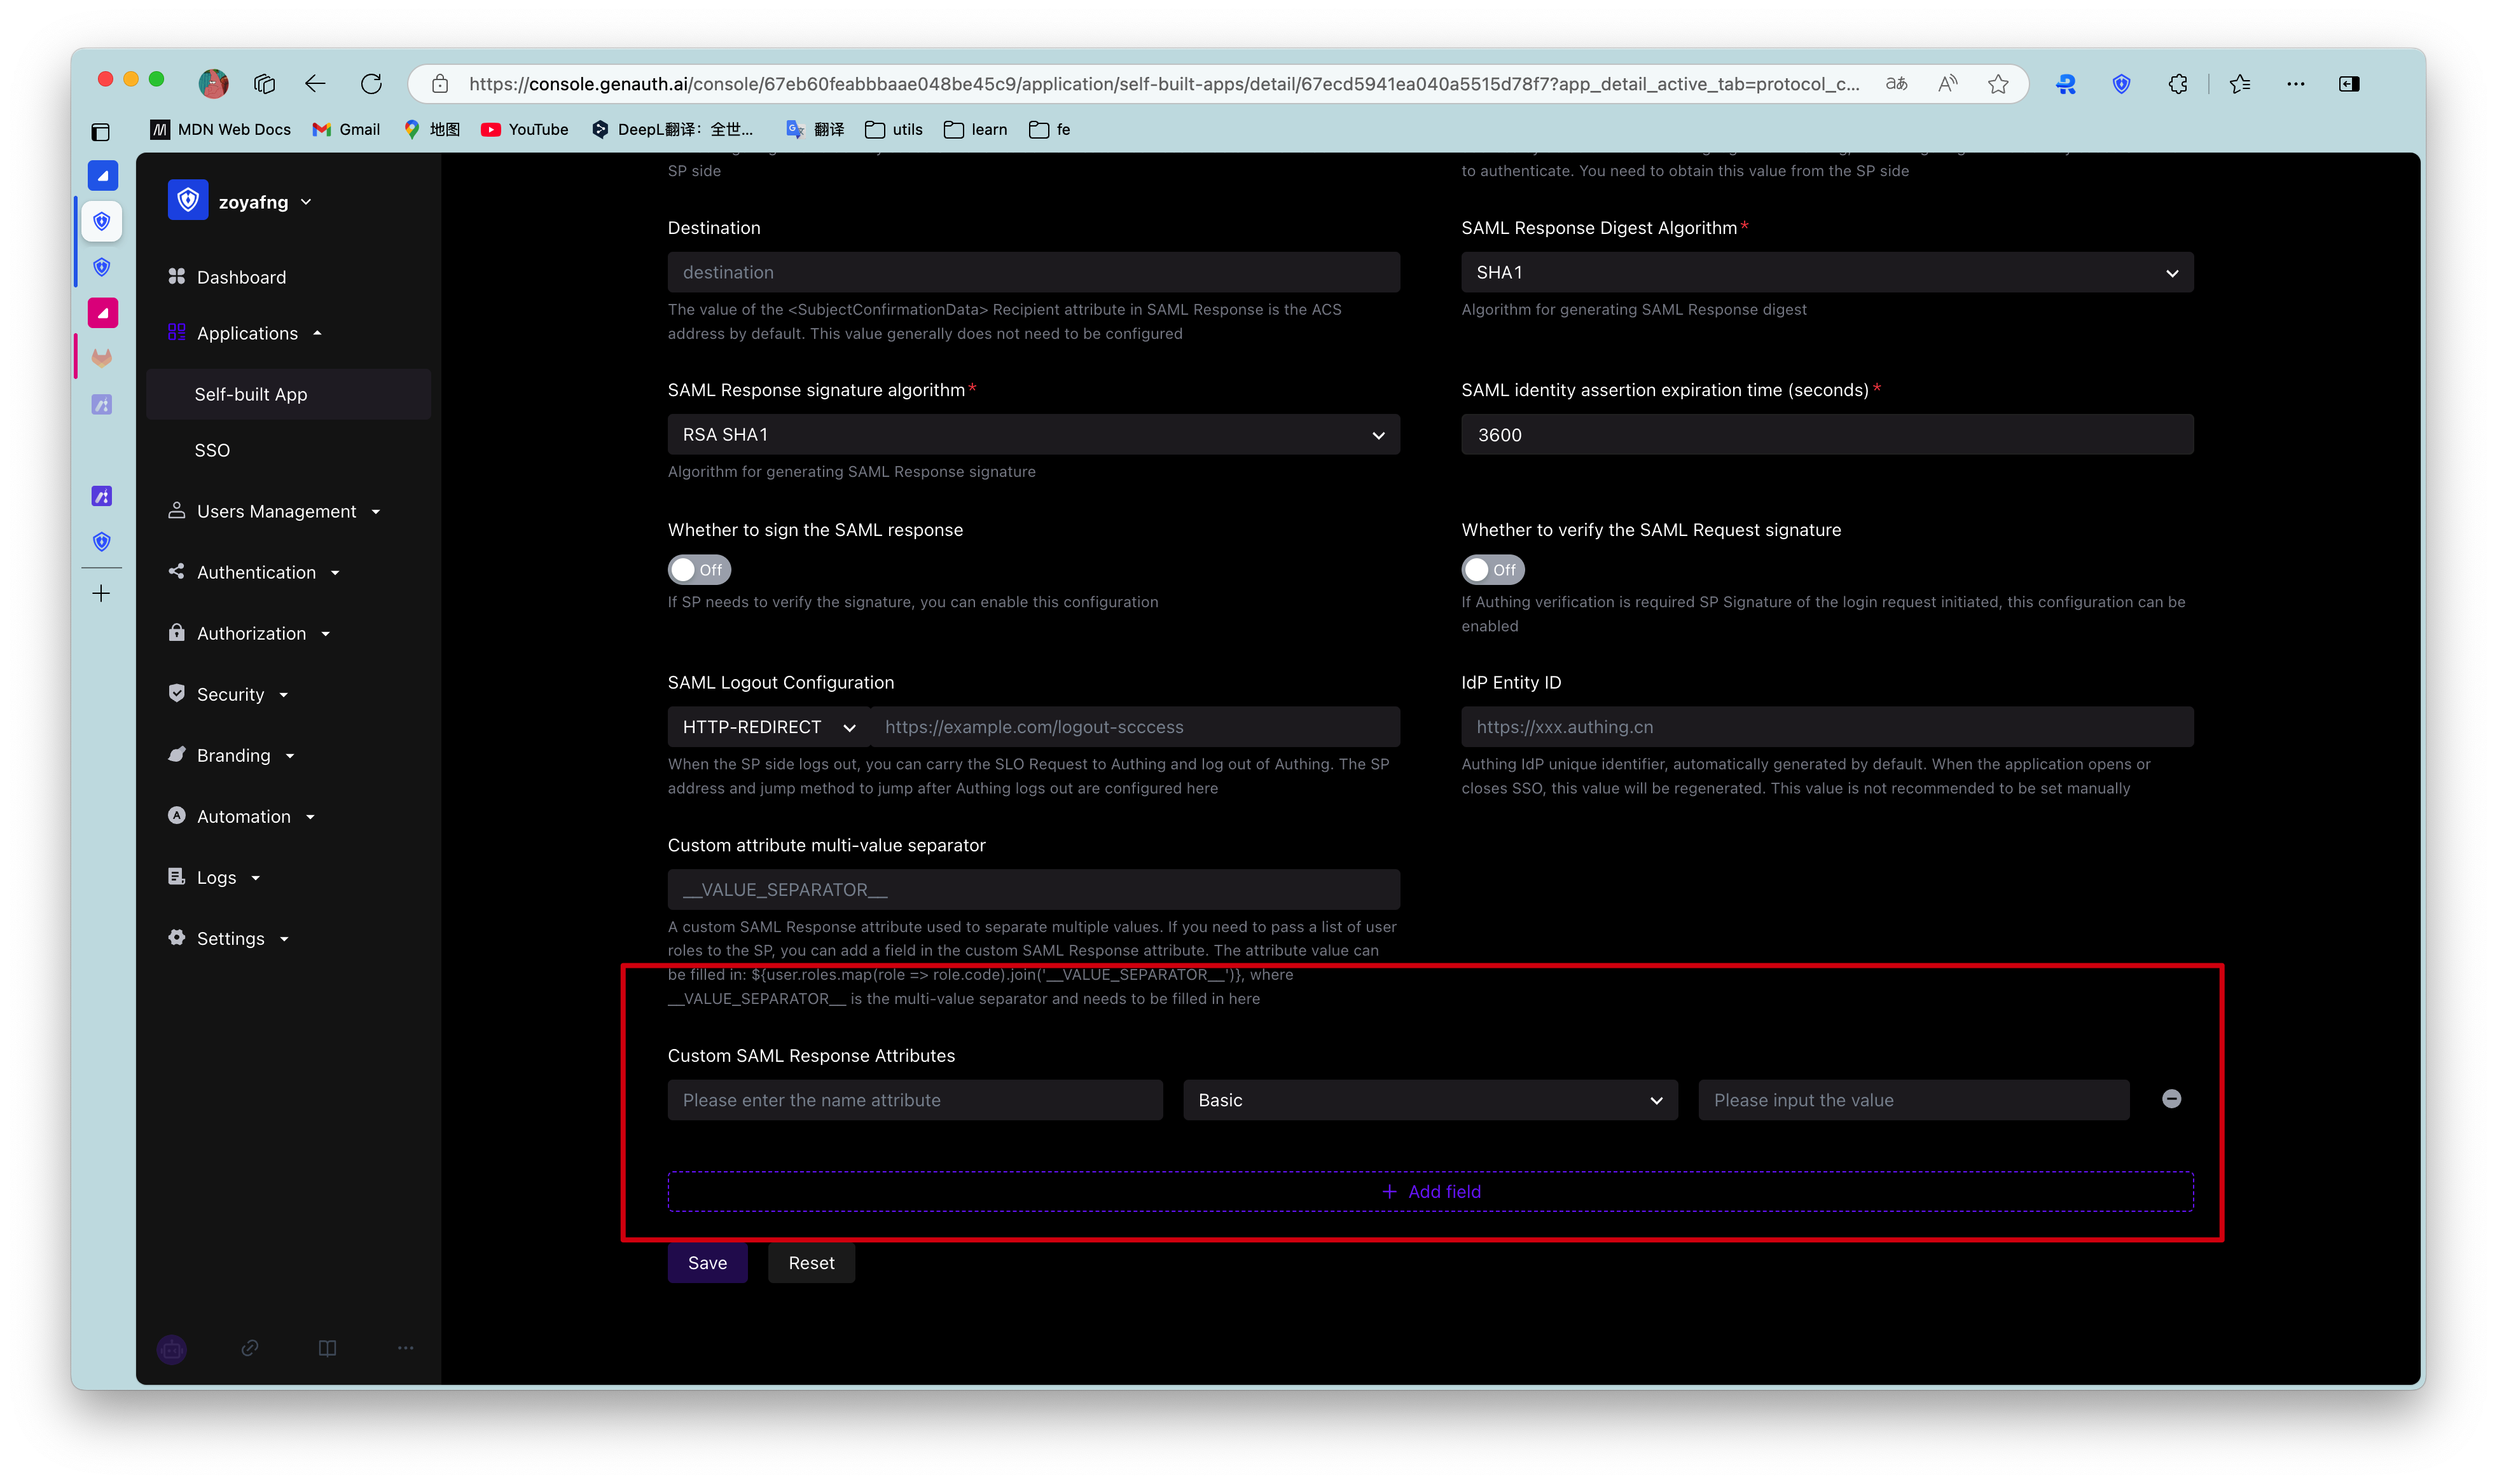 https://console.genauth.ai/console/67eb60feabbbaae048be45c9/application/self-built-apps/detail/67ecd5941ea040a5515d78f7?app_detail_active_tab=protocol_c...
aあ
MDN Web Docs
Gmail
地图
YouTube
DeepL翻译：全世...
翻译
utils
learn
fe
zoyafng
Dashboard
Applications
Self-built App
SSO
Users Management
Authentication
Authorization
Security
Branding
Automation
Logs
Settings
SP side
to authenticate. You need to obtain this value from the SP side
Destination
SAML Response Digest Algorithm*
destination
SHA1
The value of the <SubjectConfirmationData> Recipient attribute in SAML Response is the ACS
address by default. This value generally does not need to be configured
Algorithm for generating SAML Response digest
SAML Response signature algorithm*
SAML identity assertion expiration time (seconds)*
RSA SHA1
3600
Algorithm for generating SAML Response signature
Whether to sign the SAML response
Whether to verify the SAML Request signature
Off
Off
If SP needs to verify the signature, you can enable this configuration
If Authing verification is required SP Signature of the login request initiated, this configuration can be
enabled
SAML Logout Configuration
IdP Entity ID
HTTP-REDIRECT
https://example.com/logout-scccess
https://xxx.authing.cn
When the SP side logs out, you can carry the SLO Request to Authing and log out of Authing. The SP
address and jump method to jump after Authing logs out are configured here
Authing IdP unique identifier, automatically generated by default. When the application opens or
closes SSO, this value will be regenerated. This value is not recommended to be set manually
Custom attribute multi-value separator
__VALUE_SEPARATOR__
A custom SAML Response attribute used to separate multiple values. If you need to pass a list of user
roles to the SP, you can add a field in the custom SAML Response attribute. The attribute value can
be filled in: ${user.roles.map(role => role.code).join('__VALUE_SEPARATOR__')}, where
__VALUE_SEPARATOR__ is the multi-value separator and needs to be filled in here
Custom SAML Response Attributes
Please enter the name attribute
Basic
Please input the value
+ Add field
Save
Reset